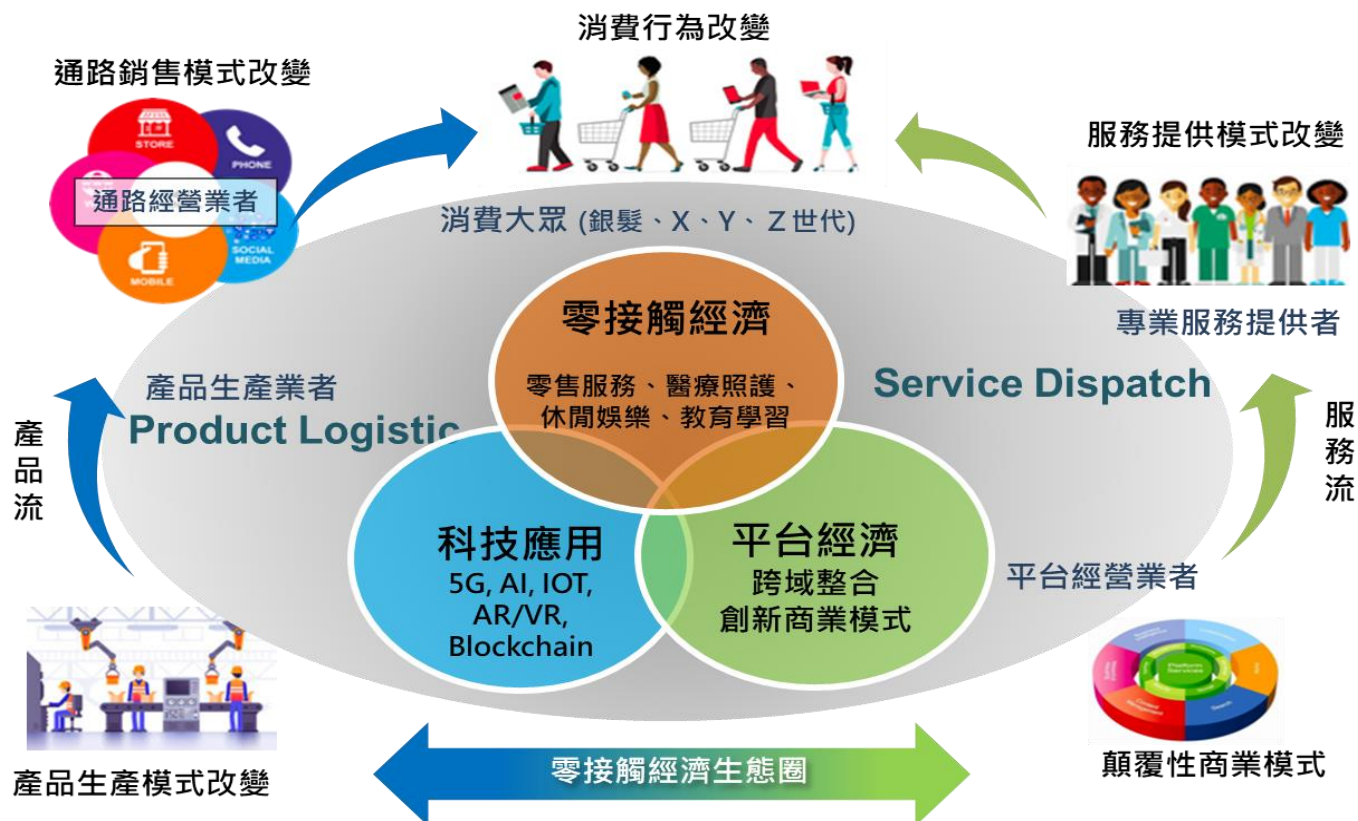 消費行為改變
通路銷售模式改變
STORE
PHONE
通路經營業者
SOCIAL
MEDIA
MOBILE
服務提供模式改變
消費大眾 (銀髮、X、Y、Z 世代)
專業服務提供者
零接觸經濟
零售服務、醫療照護、
休閒娛樂、教育學習
產品生產業者
Product Logistic
Service Dispatch
產品流
服務流
科技應用
5G, AI, IOT,
AR/VR,
Blockchain
平台經濟
跨域整合
創新商業模式
平台經營業者
Platform
Services
Search
產品生產模式改變
零接觸經濟生態圈
顛覆性商業模式